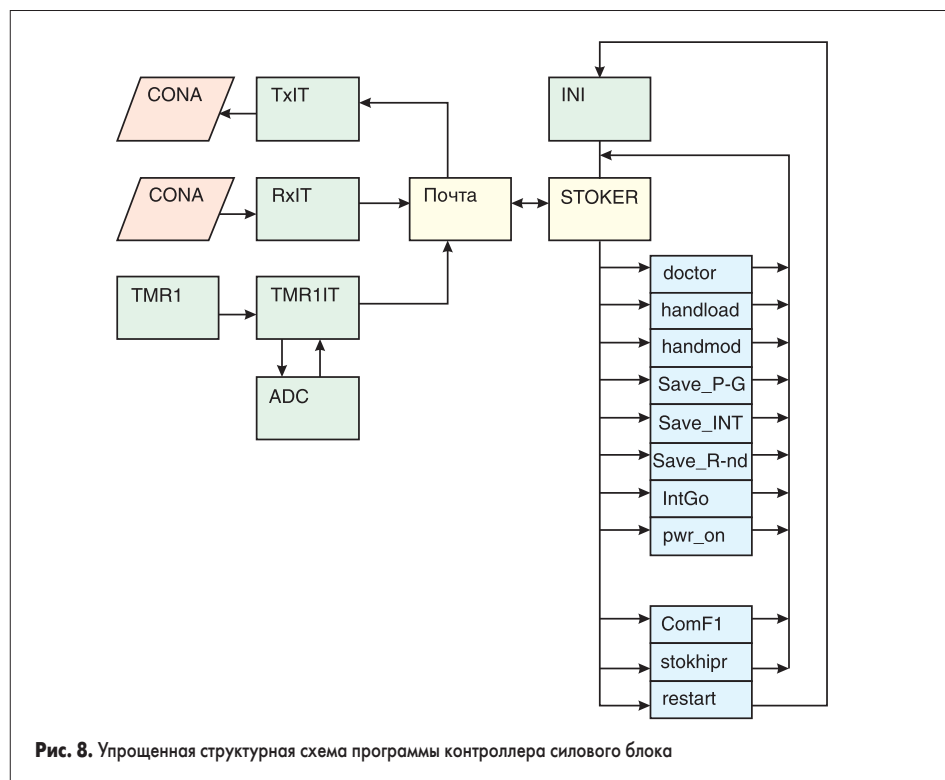 CONA
TxIT
INI
CONA
RxIT
Почта
STOKER
TMR1
TMR1IT
ADC
doctor
handload
handmod
Save_P-G
Save_INT
Save_R-nd
IntGo
pwr_on
ComF1
stokhipr
restart
Рис. 8. Упрощенная структурная схема программы контроллера силового блока